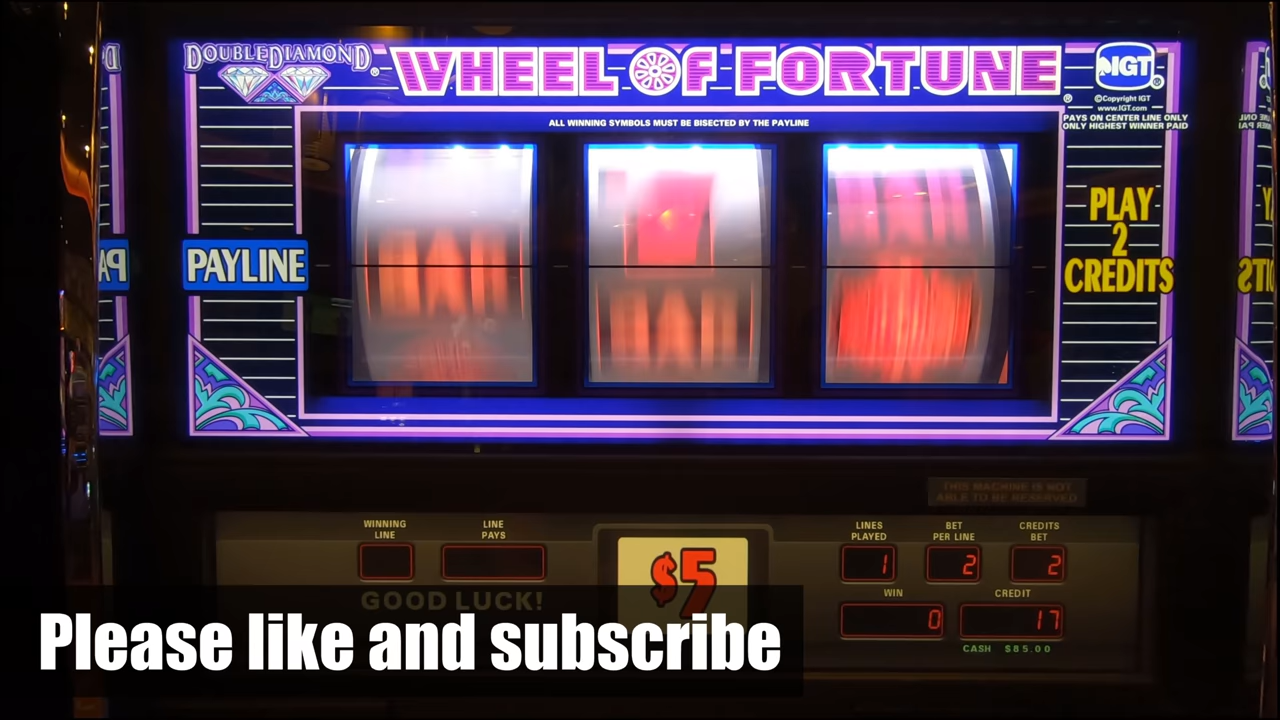 DOUBLE DIAMOND®
WHEEL OF FORTUNE®
IGT®
©Copyright IGT
www.IGT.com
ALL WINNING SYMBOLS MUST BE BISECTED BY THE PAYLINE
PAYS ON CENTER LINE ONLY
ONLY HIGHEST WINNER PAID
PAYLINE
PLAY
2
CREDITS
THIS MACHINE IS NOT
ABLE TO BE RESERVED
WINNING
LINE
LINE
PAYS
$5
LINES
PLAYED
BET
PER LINE
CREDITS
BET
1
2
2
WIN
CREDIT
0
17
CASH $85.00
GOOD LUCK!
Please like and subscribe